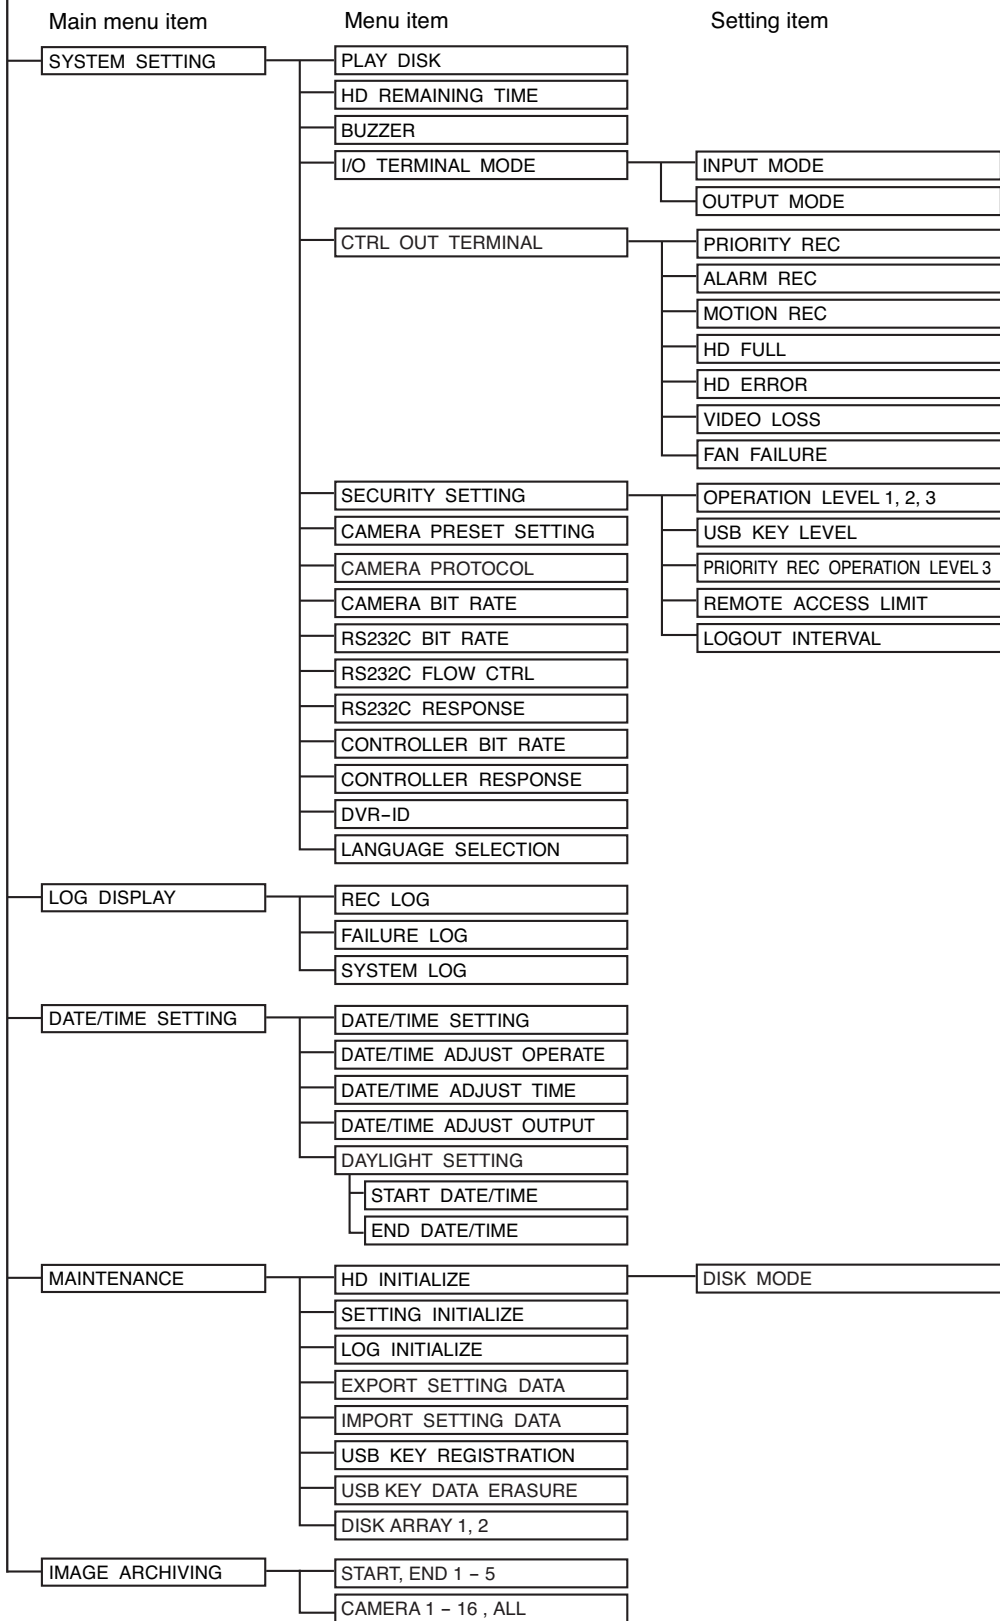 Main menu item
Menu item
Setting item
SYSTEM SETTING
PLAY DISK
HD REMAINING TIME
BUZZER
I/O TERMINAL MODE
INPUT MODE
OUTPUT MODE
CTRL OUT TERMINAL
PRIORITY REC
ALARM REC
MOTION REC
HD FULL
HD ERROR
VIDEO LOSS
FAN FAILURE
SECURITY SETTING
OPERATION LEVEL 1, 2, 3
USB KEY LEVEL
PRIORITY REC OPERATION LEVEL 3
REMOTE ACCESS LIMIT
LOGOUT INTERVAL
CAMERA PRESET SETTING
CAMERA PROTOCOL
CAMERA BIT RATE
RS232C BIT RATE
RS232C FLOW CTRL
RS232C RESPONSE
CONTROLLER BIT RATE
CONTROLLER RESPONSE
DVR-ID
LANGUAGE SELECTION
LOG DISPLAY
REC LOG
FAILURE LOG
SYSTEM LOG
DATE/TIME SETTING
DATE/TIME SETTING
DATE/TIME ADJUST OPERATE
DATE/TIME ADJUST TIME
DATE/TIME ADJUST OUTPUT
DAYLIGHT SETTING
START DATE/TIME
END DATE/TIME
MAINTENANCE
HD INITIALIZE
DISK MODE
SETTING INITIALIZE
LOG INITIALIZE
EXPORT SETTING DATA
IMPORT SETTING DATA
USB KEY REGISTRATION
USB KEY DATA ERASURE
DISK ARRAY 1, 2
IMAGE ARCHIVING
START, END 1 - 5
CAMERA 1 - 16 , ALL